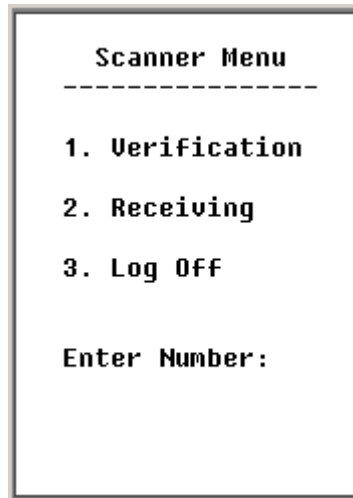 Scanner Menu
----------------
1. Verification
2. Receiving
3. Log Off
Enter Number: